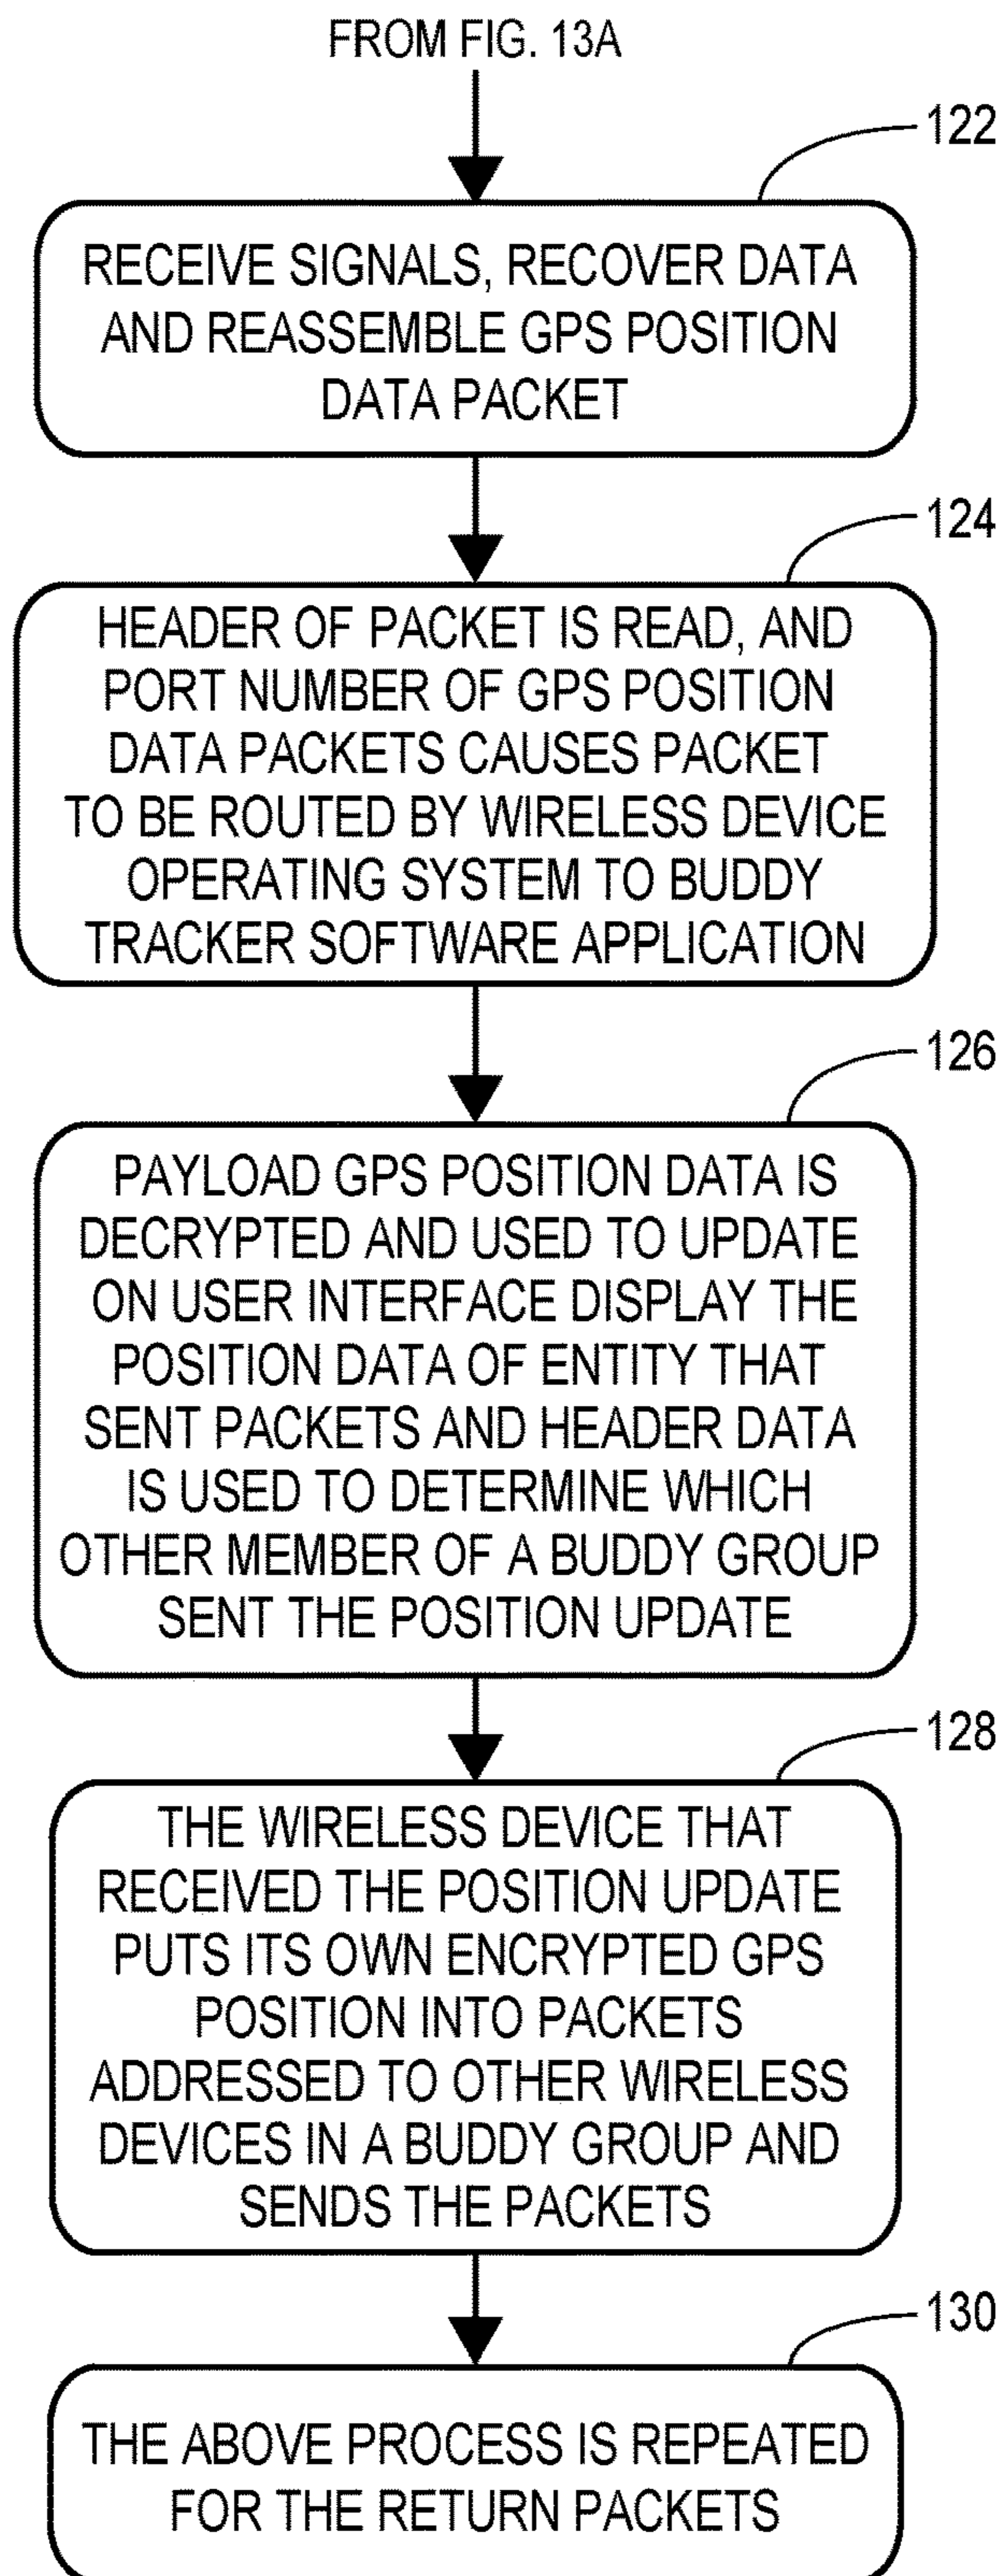 FROM FIG. 13A
122
RECEIVE SIGNALS, RECOVER DATA
AND REASSEMBLE GPS POSITION
DATA PACKET
124
HEADER OF PACKET IS READ, AND
PORT NUMBER OF GPS POSITION
DATA PACKETS CAUSES PACKET
TO BE ROUTED BY WIRELESS DEVICE
OPERATING SYSTEM TO BUDDY
TRACKER SOFTWARE APPLICATION
126
PAYLOAD GPS POSITION DATA IS
DECRYPTED AND USED TO UPDATE
ON USER INTERFACE DISPLAY THE
POSITION DATA OF ENTITY THAT
SENT PACKETS AND HEADER DATA
IS USED TO DETERMINE WHICH
OTHER MEMBER OF A BUDDY GROUP
SENT THE POSITION UPDATE
128
THE WIRELESS DEVICE THAT
RECEIVED THE POSITION UPDATE
PUTS ITS OWN ENCRYPTED GPS
POSITION INTO PACKETS
ADDRESSED TO OTHER WIRELESS
DEVICES IN A BUDDY GROUP AND
SENDS THE PACKETS
130
THE ABOVE PROCESS IS REPEATED
FOR THE RETURN PACKETS